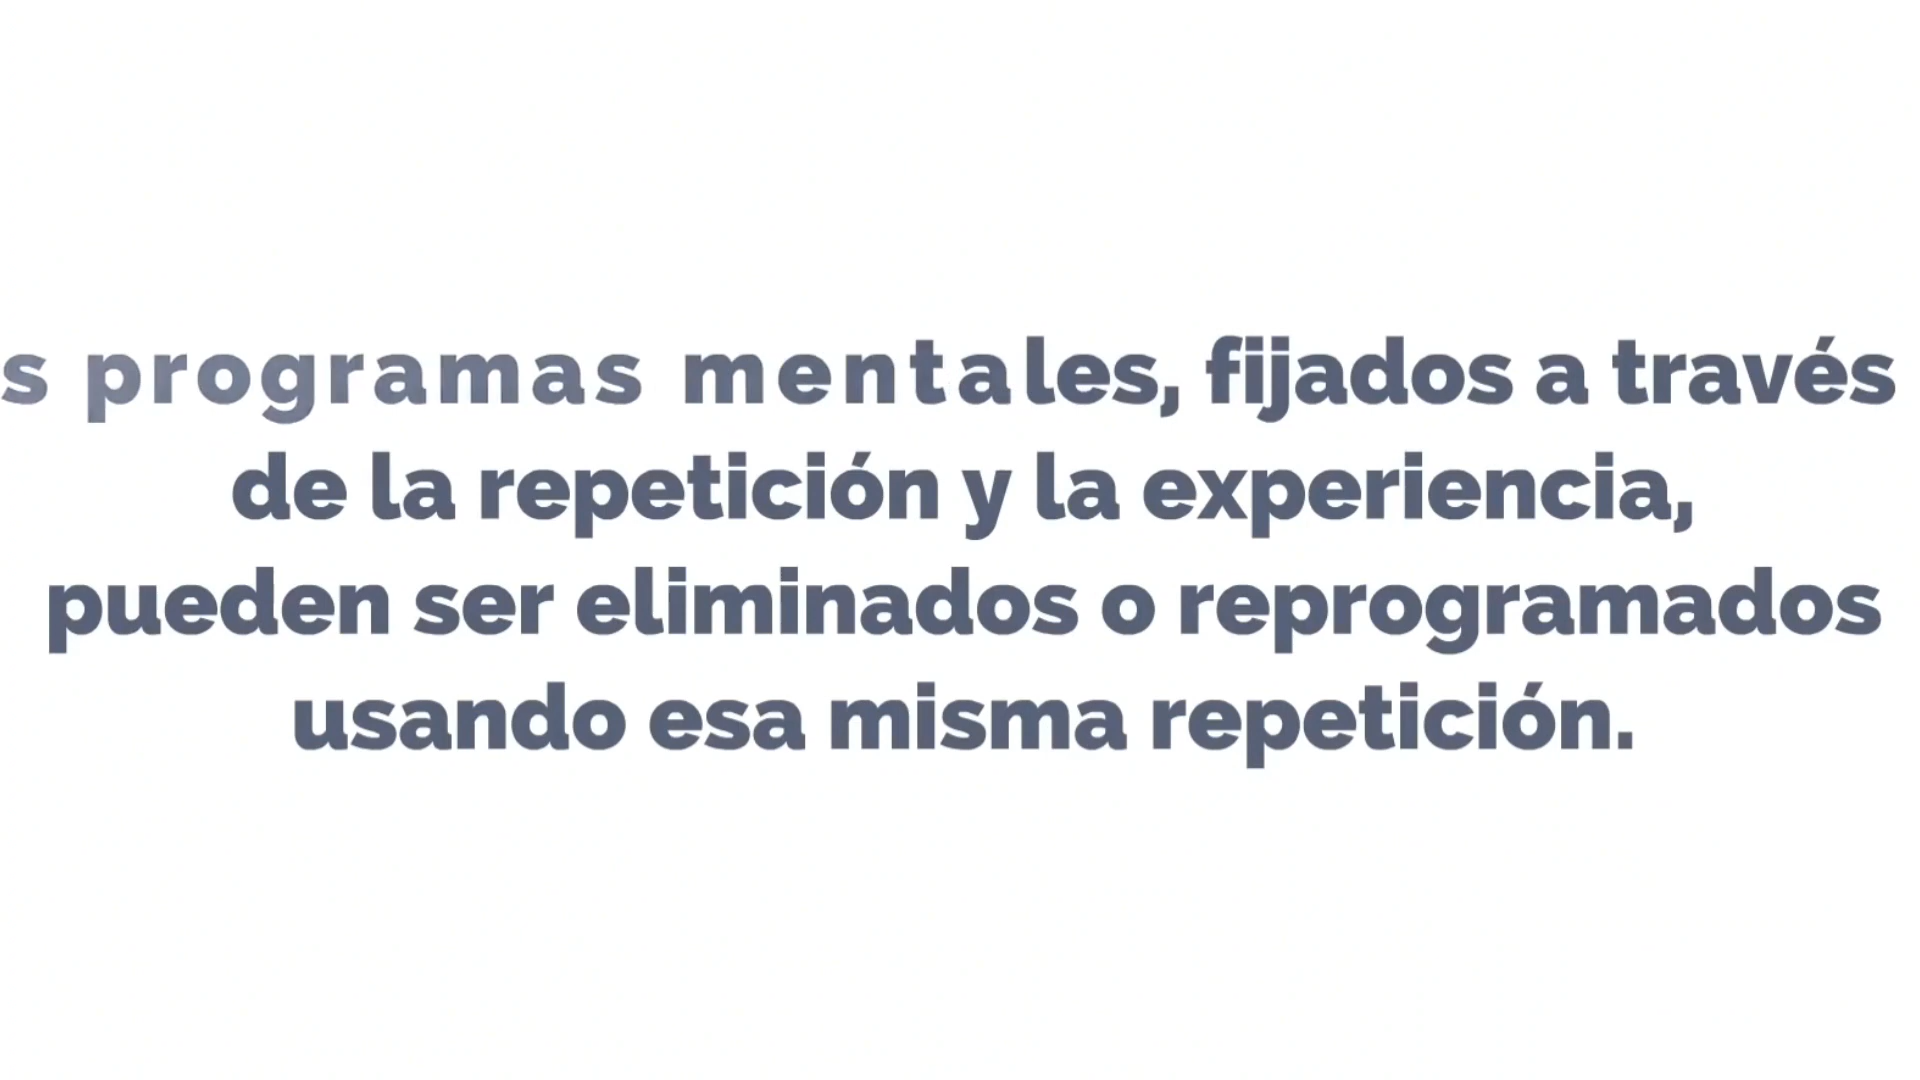 s programas mentales, fijados a través
de la repetición y la experiencia,
pueden ser eliminados o reprogramados
usando esa misma repetición.